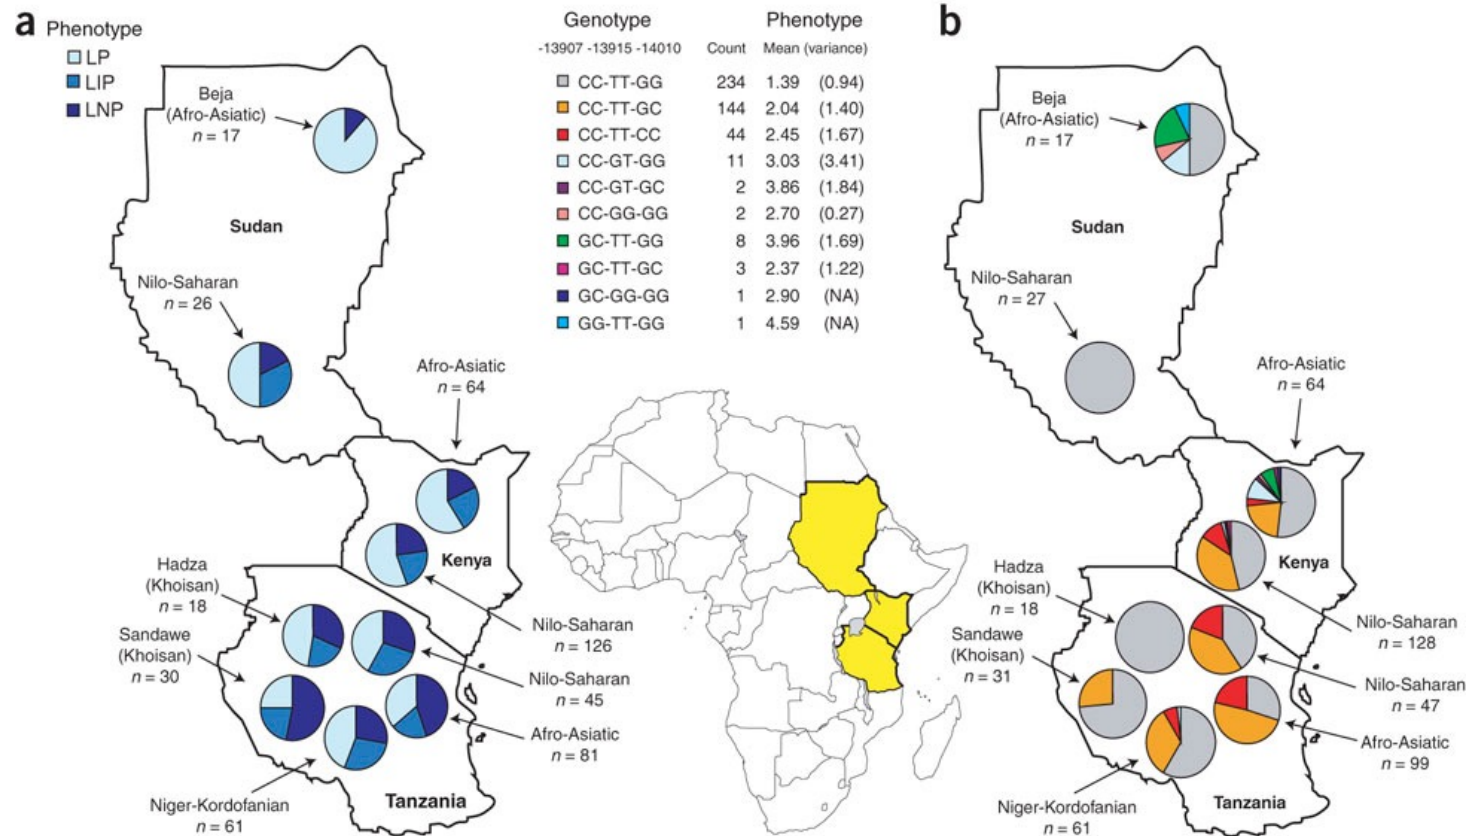 a
Phenotype
LP
LIP
LNP
Beja
(Afro-Asiatic)
n = 17
Sudan
Nilo-Saharan
n = 26
Afro-Asiatic
n = 64
Kenya
Hadza
(Khoisan)
n = 18
Sandawe
(Khoisan)
n = 30
Nilo-Saharan
n = 126
Nilo-Saharan
n = 45
Afro-Asiatic
n = 81
Niger-Kordofanian
n = 61
Tanzania
Genotype Phenotype
-13907 -13915 -14010 Count Mean (variance)
CC-TT-GG 234 1.39 (0.94)
CC-TT-GC 144 2.04 (1.40)
CC-TT-CC 44 2.45 (1.67)
CC-GT-GG 11 3.03 (3.41)
CC-GT-GC 2 3.86 (1.84)
CC-GG-GG 2 2.70 (0.27)
GC-TT-GG 8 3.96 (1.69)
GC-TT-GC 3 2.37 (1.22)
GC-GG-GG 1 2.90 (NA)
GG-TT-GG 1 4.59 (NA)
b
Beja
(Afro-Asiatic)
n = 17
Sudan
Nilo-Saharan
n = 27
Afro-Asiatic
n = 64
Kenya
Hadza
(Khoisan)
n = 18
Sandawe
(Khoisan)
n = 31
Nilo-Saharan
n = 128
Nilo-Saharan
n = 47
Afro-Asiatic
n = 99
Niger-Kordofanian
n = 61
Tanzania